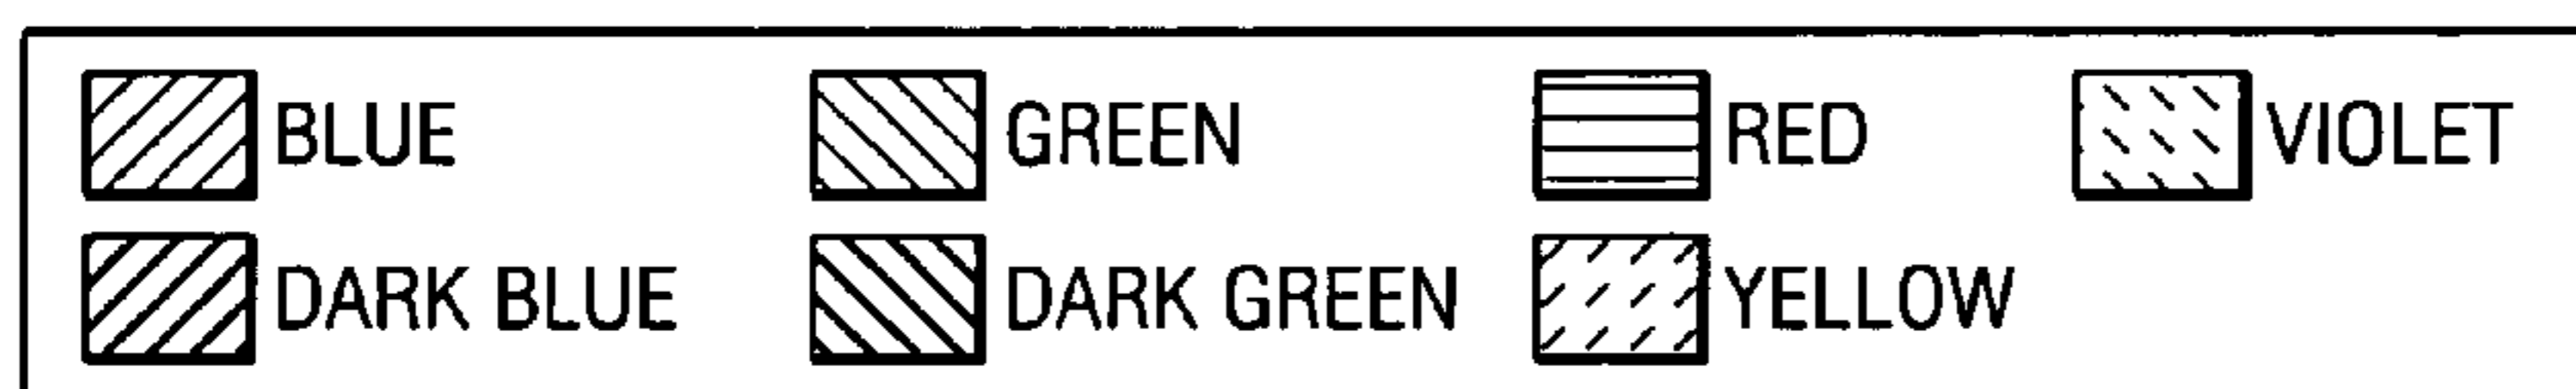 BLUE GREEN RED VIOLET
DARK BLUE DARK GREEN YELLOW